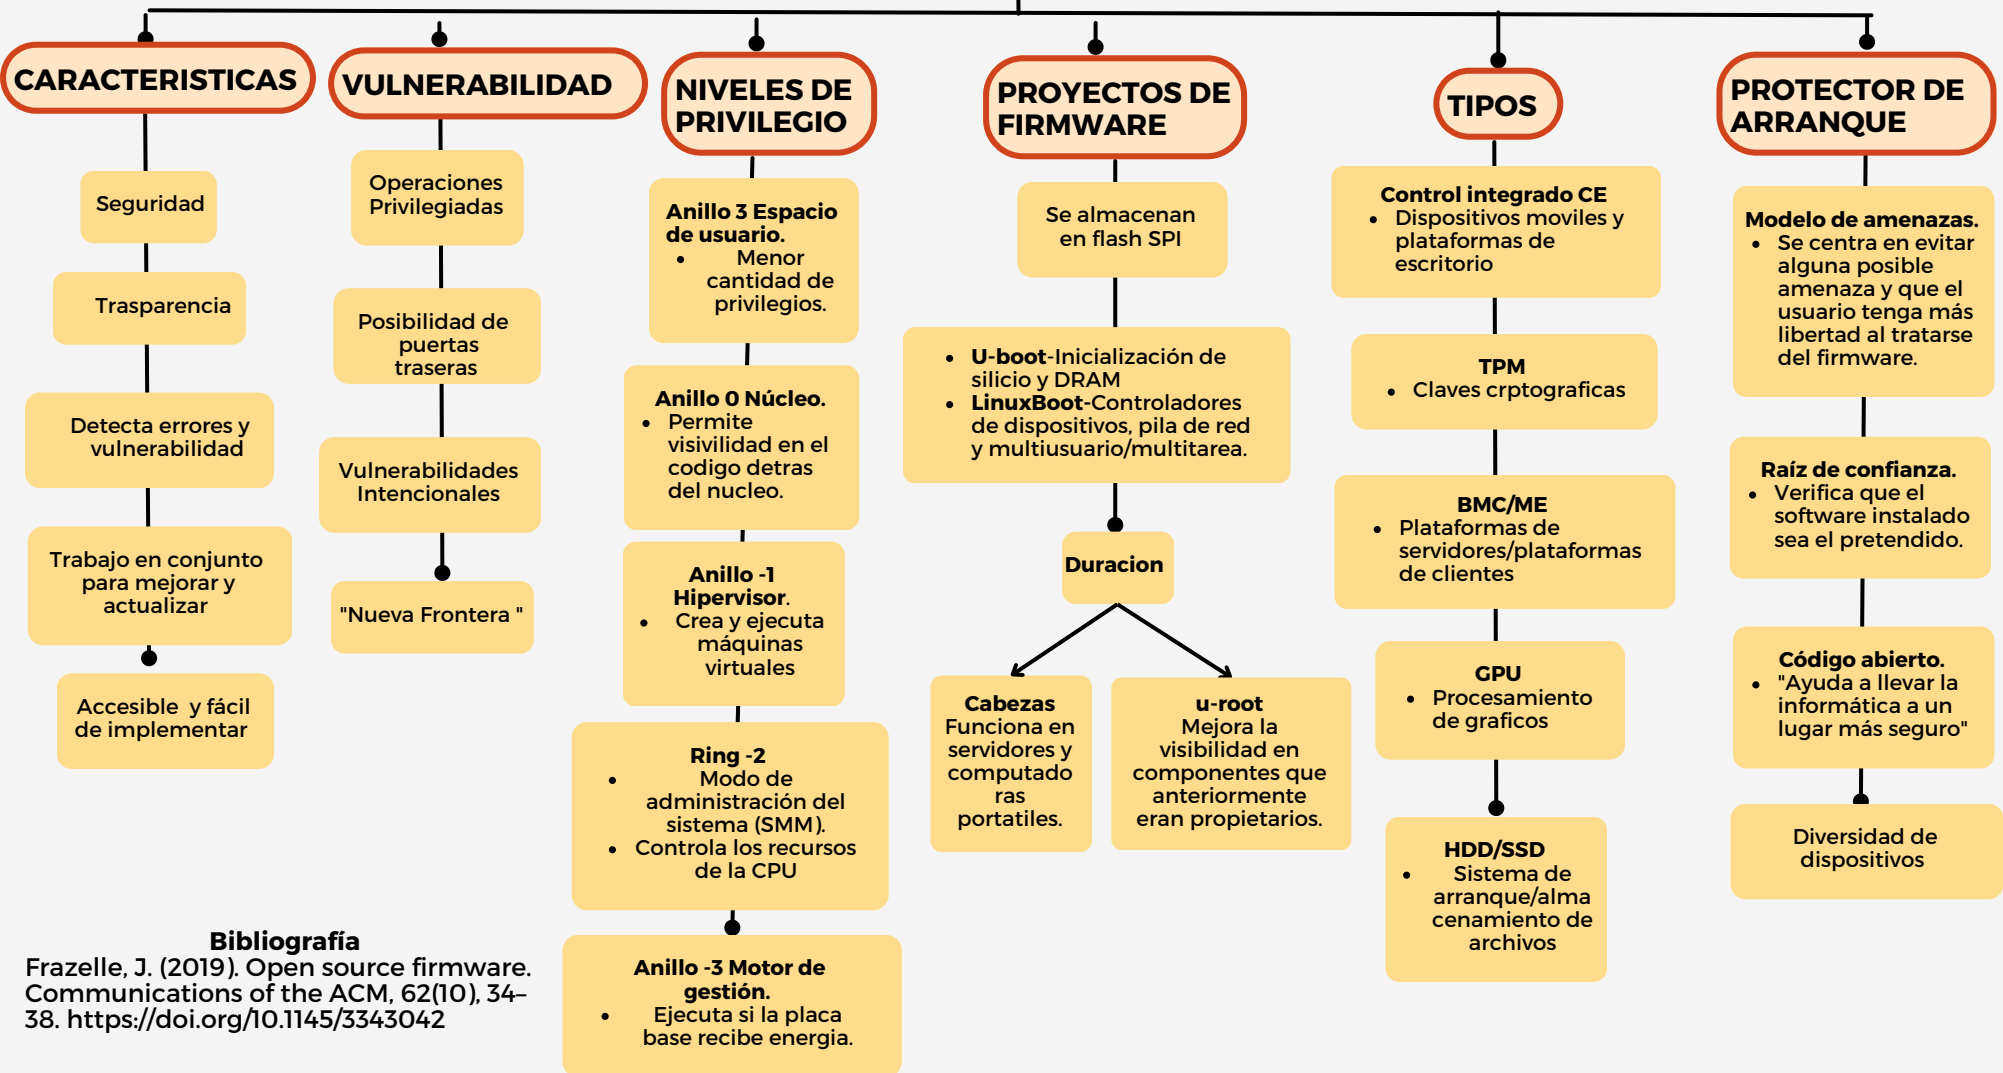 CARACTERISTICAS
Seguridad
Trasparencia
Detecta errores y
vulnerabilidad
Trabajo en conjunto
para mejorar y
actualizar
Accesible y fácil
de implementar
VULNERABILIDAD
Operaciones
Privilegiadas
Posibilidad de
puertas
traseras
Vulnerabilidades
Intencionales
"Nueva Frontera "
NIVELES DE
PRIVILEGIO
Anillo 3 Espacio
de usuario.
• Menor
cantidad de
privilegios.
Anillo 0 Núcleo.
• Permite
visivilidad en el
codigo detras
del nucleo.
Anillo -1
Hipervisor.
• Crea y ejecuta
máquinas
virtuales
Ring -2
• Modo de
administración del
sistema (SMM).
• Controla los recursos
de la CPU
Anillo -3 Motor de
gestión.
• Ejecuta si la placa
base recibe energia.
PROYECTOS DE
FIRMWARE
Se almacenan
en flash SPI
• U-boot-Inicialización de
silicio y DRAM
• LinuxBoot-Controladores
de dispositivos, pila de red
y multiusuario/multitarea.
Duracion
Cabezas
Funciona en
servidores y
computado
ras
portatiles.
u-root
Mejora la
visibilidad en
componentes que
anteriormente
eran propietarios.
TIPOS
Control integrado CE
• Dispositivos moviles y
plataformas de
escritorio
TPM
• Claves crptograficas
BMC/ME
• Plataformas de
servidores/plataformas
de clientes
GPU
• Procesamiento
de graficos
HDD/SSD
• Sistema de
arranque/alma
cenamiento de
archivos
PROTECTOR DE
ARRANQUE
Modelo de amenazas.
• Se centra en evitar
alguna posible
amenaza y que el
usuario tenga más
libertad al tratarse
del firmware.
Raíz de confianza.
• Verifica que el
software instalado
sea el pretendido.
Código abierto.
• "Ayuda a llevar la
informática a un
lugar más seguro"
Diversidad de
dispositivos
Bibliografía
Frazelle, J. (2019). Open source firmware.
Communications of the ACM, 62(10), 34–
38. https://doi.org/10.1145/3343042